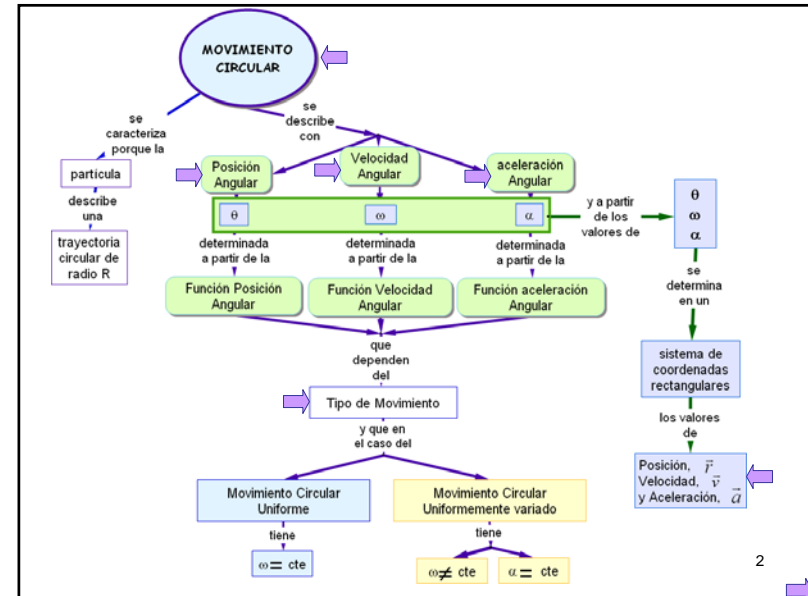 MOVIMIENTO
CIRCULAR
se
caracteriza
porque la
se
describe
con
partícula
describe
una
trayectoria
circular de
radio R
Posición
Angular
Velocidad
Angular
aceleración
Angular
θ
ω
α
y a partir
de los
valores de
θ
ω
α
determinada
a partir de la
determinada
a partir de la
determinada
a partir de la
Función Posición
Angular
Función Velocidad
Angular
Función aceleración
Angular
se
determina
en un
sistema de
coordenadas
rectangulares
los valores
de
Posición, r⃗
Velocidad, v⃗
y Aceleración, a⃗
que
dependen
del
Tipo de Movimiento
y que en
el caso del
Movimiento Circular
Uniforme
tiene
ω = cte
Movimiento Circular
Uniformemente variado
tiene
ω ≠ cte
α = cte
2